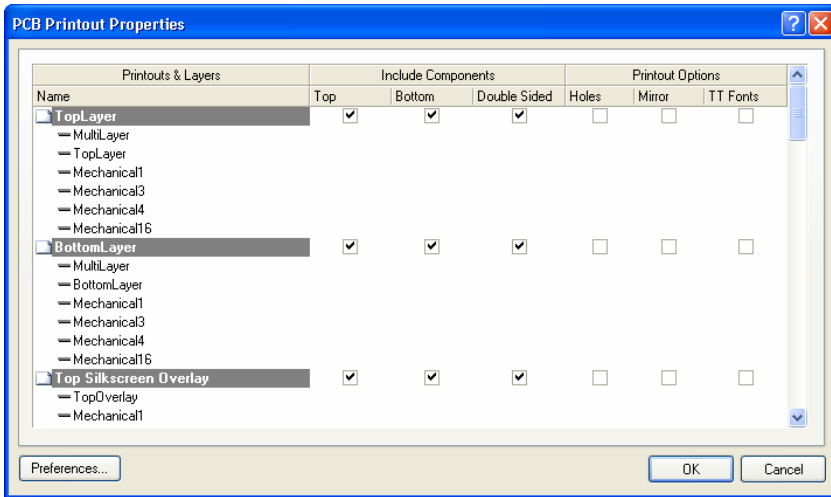 PCB Printout Properties
Printouts & Layers Include Components Printout Options
Name Top Bottom Double Sided Holes Mirror TT Fonts
TopLayer
MultiLayer
TopLayer
Mechanical1
Mechanical3
Mechanical4
Mechanical16
BottomLayer
MultiLayer
BottomLayer
Mechanical1
Mechanical3
Mechanical4
Mechanical16
Top Silkscreen Overlay
TopOverlay
Mechanical1
Preferences... OK Cancel